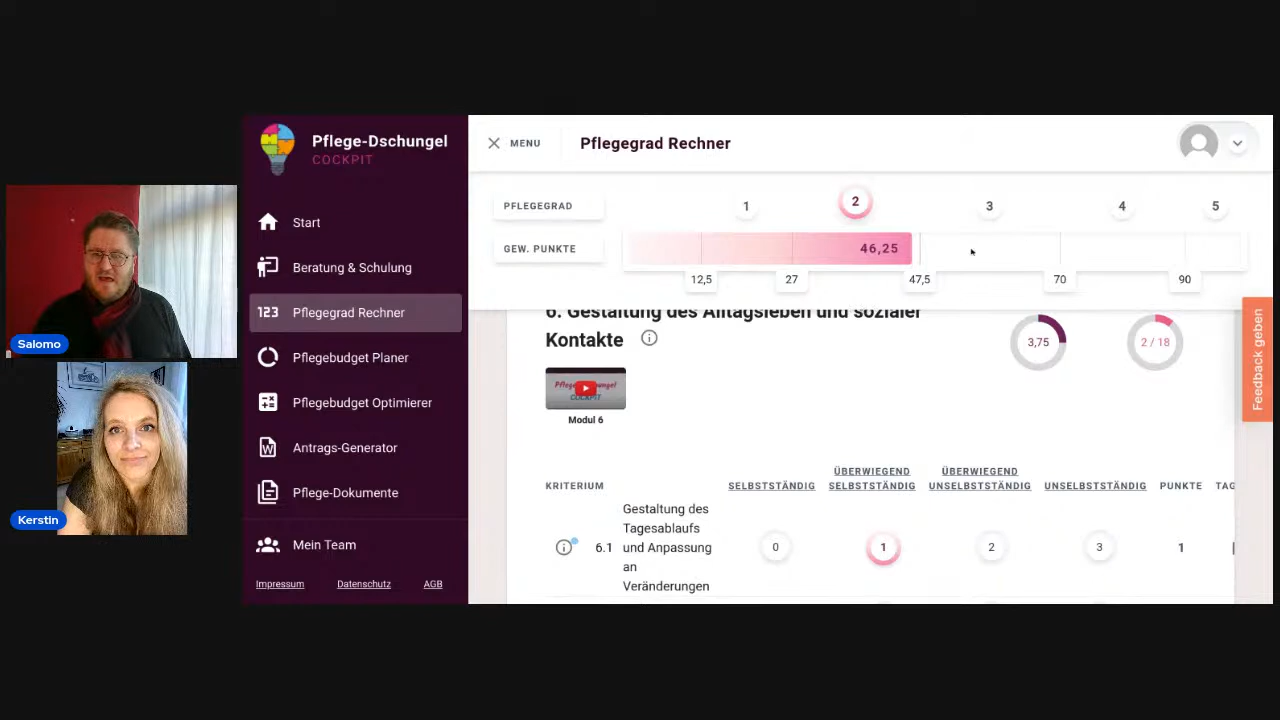 Salomo
Kerstin
Pflege-Dschungel
COCKPIT
Start
Beratung & Schulung
123 Pflegegrad Rechner
Pflegebudget Planer
Pflegebudget Optimierer
Antrags-Generator
Pflege-Dokumente
Mein Team
Impressum Datenschutz AGB
MENU
Pflegegrad Rechner
PFLEGEGRAD 1 2 3 4 5
GEW. PUNKTE 46,25
12,5 27 47,5 70 90
6. Gestaltung des Alltagsleben und sozialer
Kontakte
3,75 2 / 18
Modul 6
KRITERIUM SELBSTSTÄNDIG ÜBERWIEGEND SELBSTSTÄNDIG ÜBERWIEGEND UNSELBSTSTÄNDIG UNSELBSTSTÄNDIG PUNKTE TAG
6.1
Gestaltung des
Tagesablaufs
und Anpassung
an
Veränderungen
0 1 2 3 1
Feedback geben